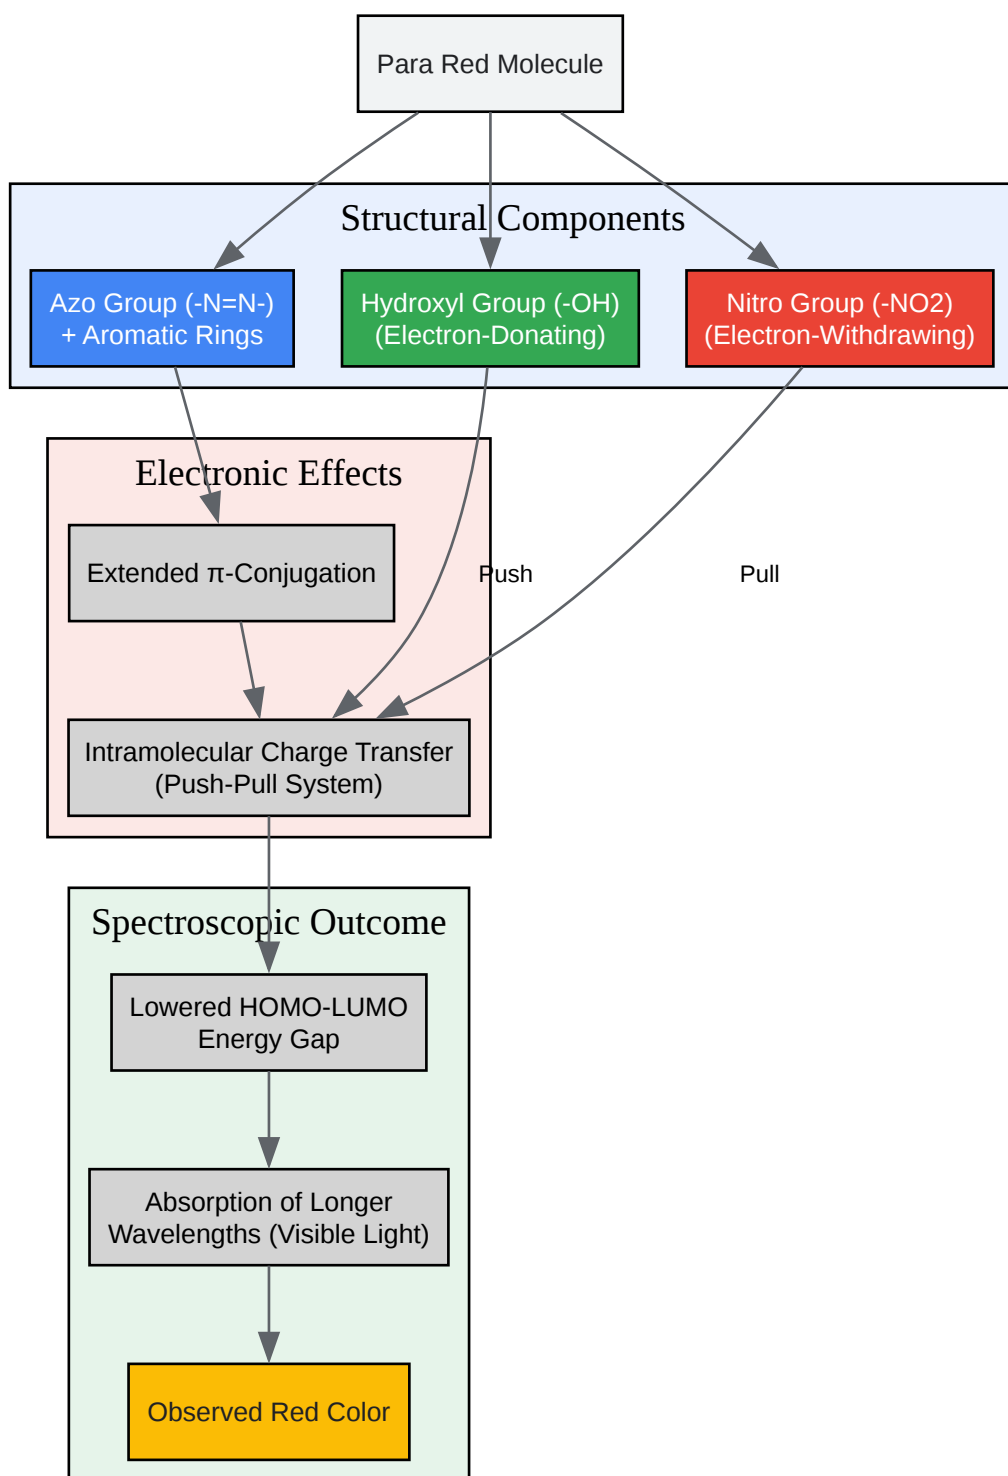 Para Red Molecule
Structural Components
Azo Group (-N=N-)
+ Aromatic Rings
Hydroxyl Group (-OH)
(Electron-Donating)
Nitro Group (-NO2)
(Electron-Withdrawing)
Electronic Effects
Extended π-Conjugation
Push
Pull
Intramolecular Charge Transfer
(Push-Pull System)
Spectroscopic Outcome
Lowered HOMO-LUMO
Energy Gap
Absorption of Longer
Wavelengths (Visible Light)
Observed Red Color